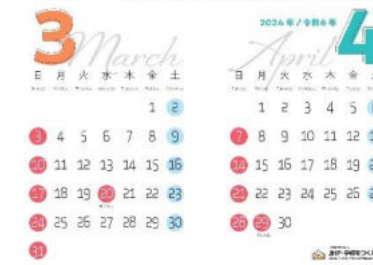 3 March
日 月 火 水 木 金 土
1 2
3 4 5 6 7 8 9
10 11 12 13 14 15 16
17 18 19 20 21 22 23
24 25 26 27 28 29 30
31
2024年/令和6年
4 April
日 月 火 水 木 金
1 2 3 4 5
7 8 9 10 11 12
14 15 16 17 18 19
21 22 23 24 25 26
28 29 30